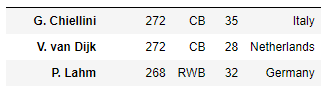 G. Chiellini 272 CB 35 Italy
V. van Dijk 272 CB 28 Netherlands
P. Lahm 268 RWB 32 Germany